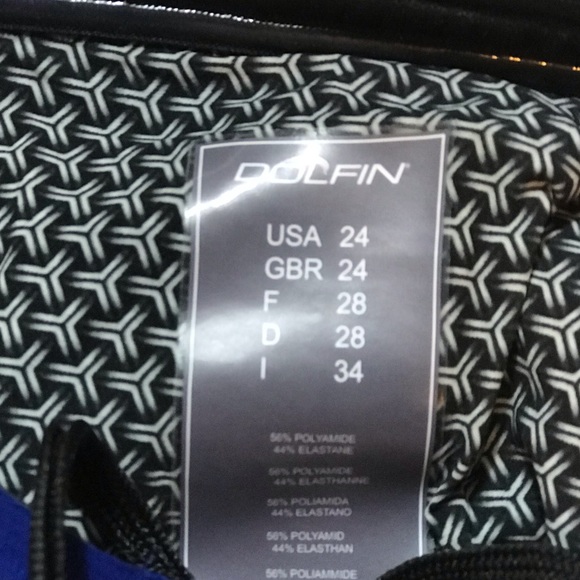 DOLFIN®
USA 24
GBR 24
F 28
D 28
I 34
56% POLYAMIDE
44% ELASTANE
56% POLYAMIDE
44% ELASTHANNE
56% POLIAMIDA
44% ELASTANO
56% POLYAMID
44% ELASTHAN
56% POLIAMMIDE